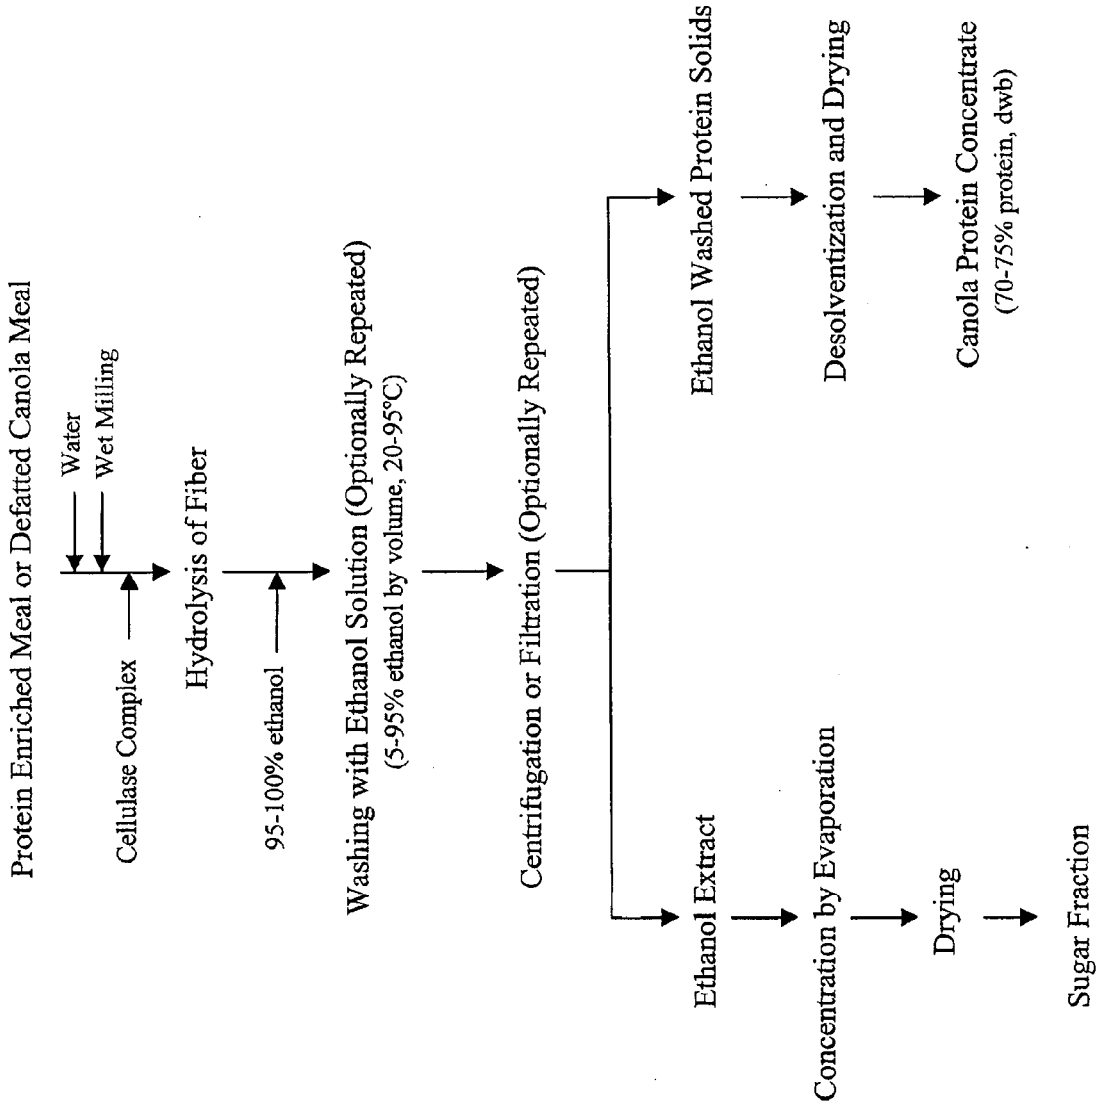 Protein Enriched Meal or Defatted Canola Meal
Water
Wet Milling
Cellulase Complex
Hydrolysis of Fiber
95-100% ethanol
Washing with Ethanol Solution (Optionally Repeated)
(5-95% ethanol by volume, 20-95°C)
Centrifugation or Filtration (Optionally Repeated)
Ethanol Extract
Concentration by Evaporation
Drying
Sugar Fraction
Ethanol Washed Protein Solids
Desolventization and Drying
Canola Protein Concentrate
(70-75% protein, dwb)